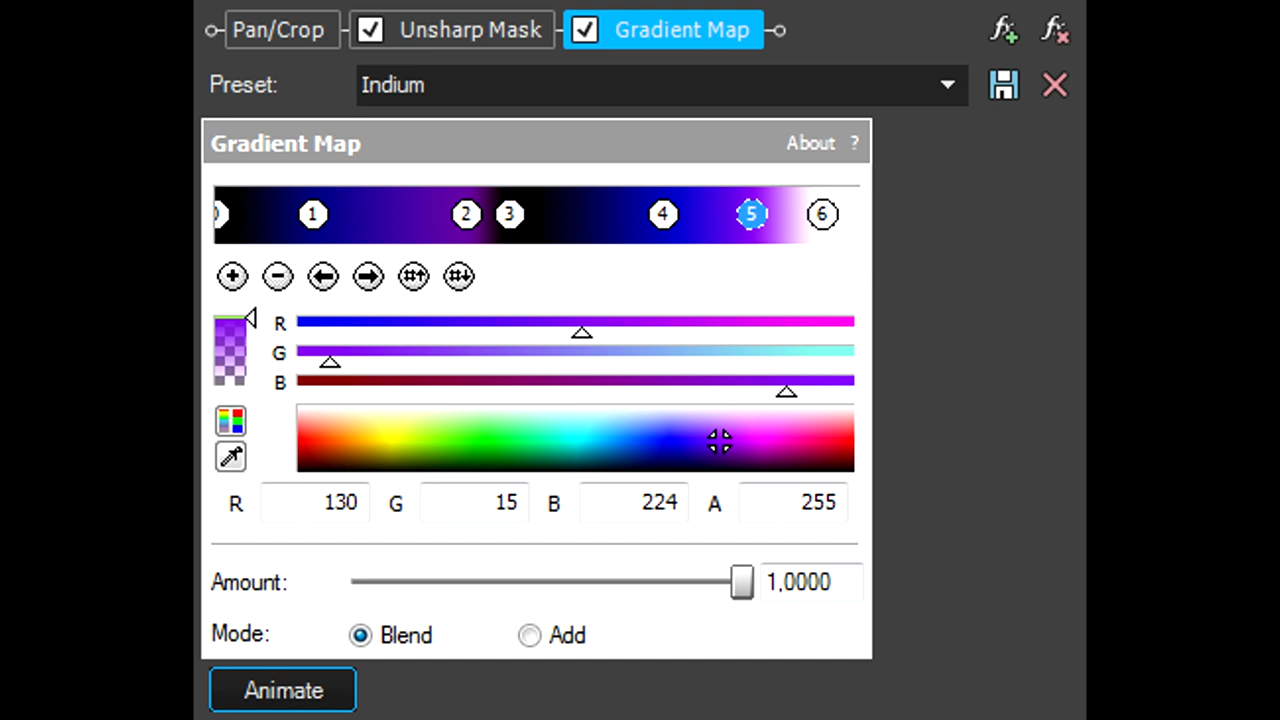 Pan/Crop Unsharp Mask Gradient Map
Preset: Indium
Gradient Map About ?
1 2 3 4 5 6
R
G
B
R 130 G 15 B 224 A 255
Amount: 1,0000
Mode: Blend Add
Animate